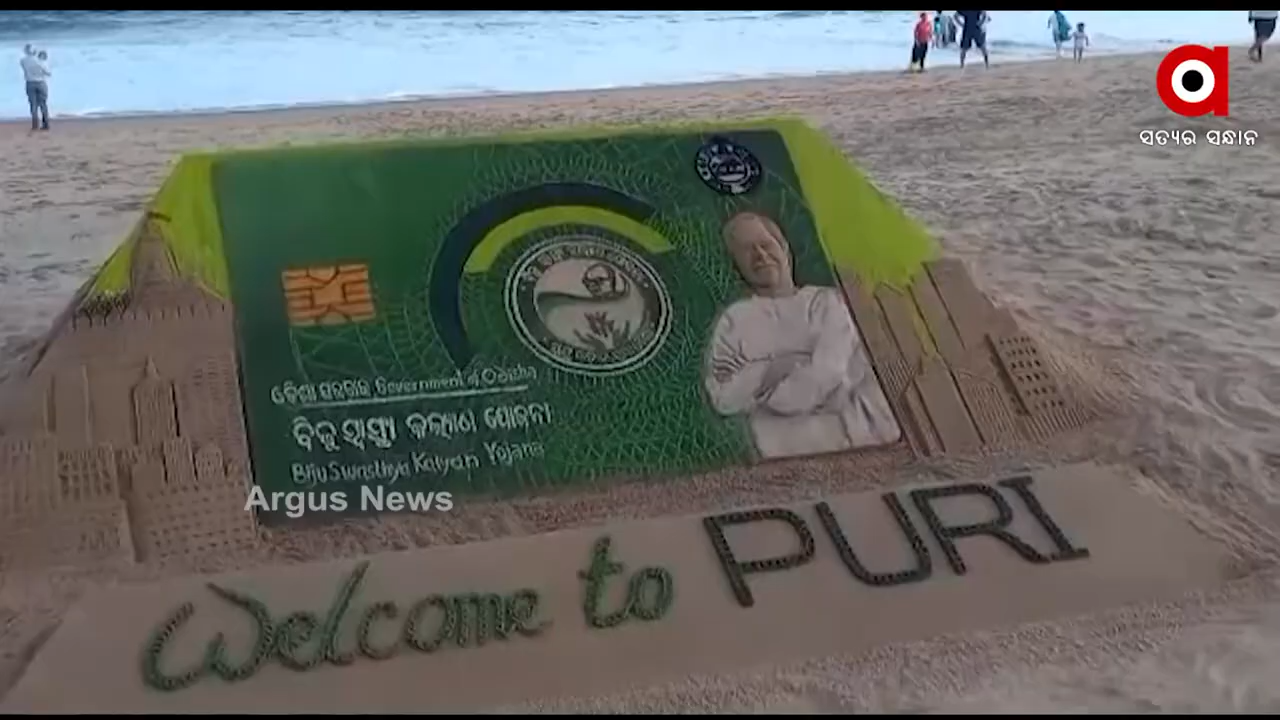 ସତ୍ୟର ସନ୍ଧାନ
ଓଡ଼ିଶା ସରକାର Government of Odisha
ବିଜୁ ସ୍ୱାସ୍ଥ୍ୟ କଲ୍ୟାଣ ଯୋଜନା
Biju Swasthya Kalyan Yojana
Argus News
Welcome to PURI